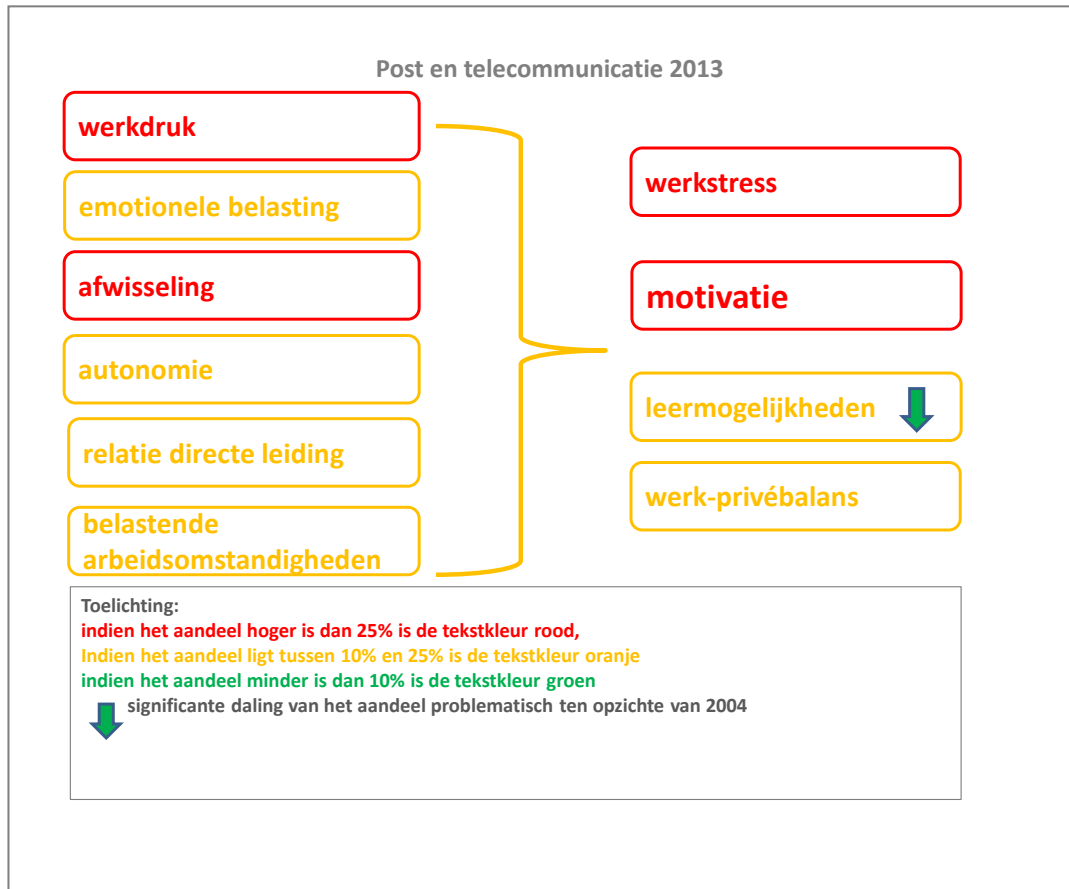 Post en telecommunicatie 2013
werkdruk
emotionele belasting
afwisseling
autonomie
relatie directe leiding
belastende
arbeidsomstandigheden
werkstress
motivatie
leermogelijkheden
werk-privébalans
Toelichting:
indien het aandeel hoger is dan 25% is de tekstkleur rood,
Indien het aandeel ligt tussen 10% en 25% is de tekstkleur oranje
indien het aandeel minder is dan 10% is de tekstkleur groen
significante daling van het aandeel problematisch ten opzichte van 2004